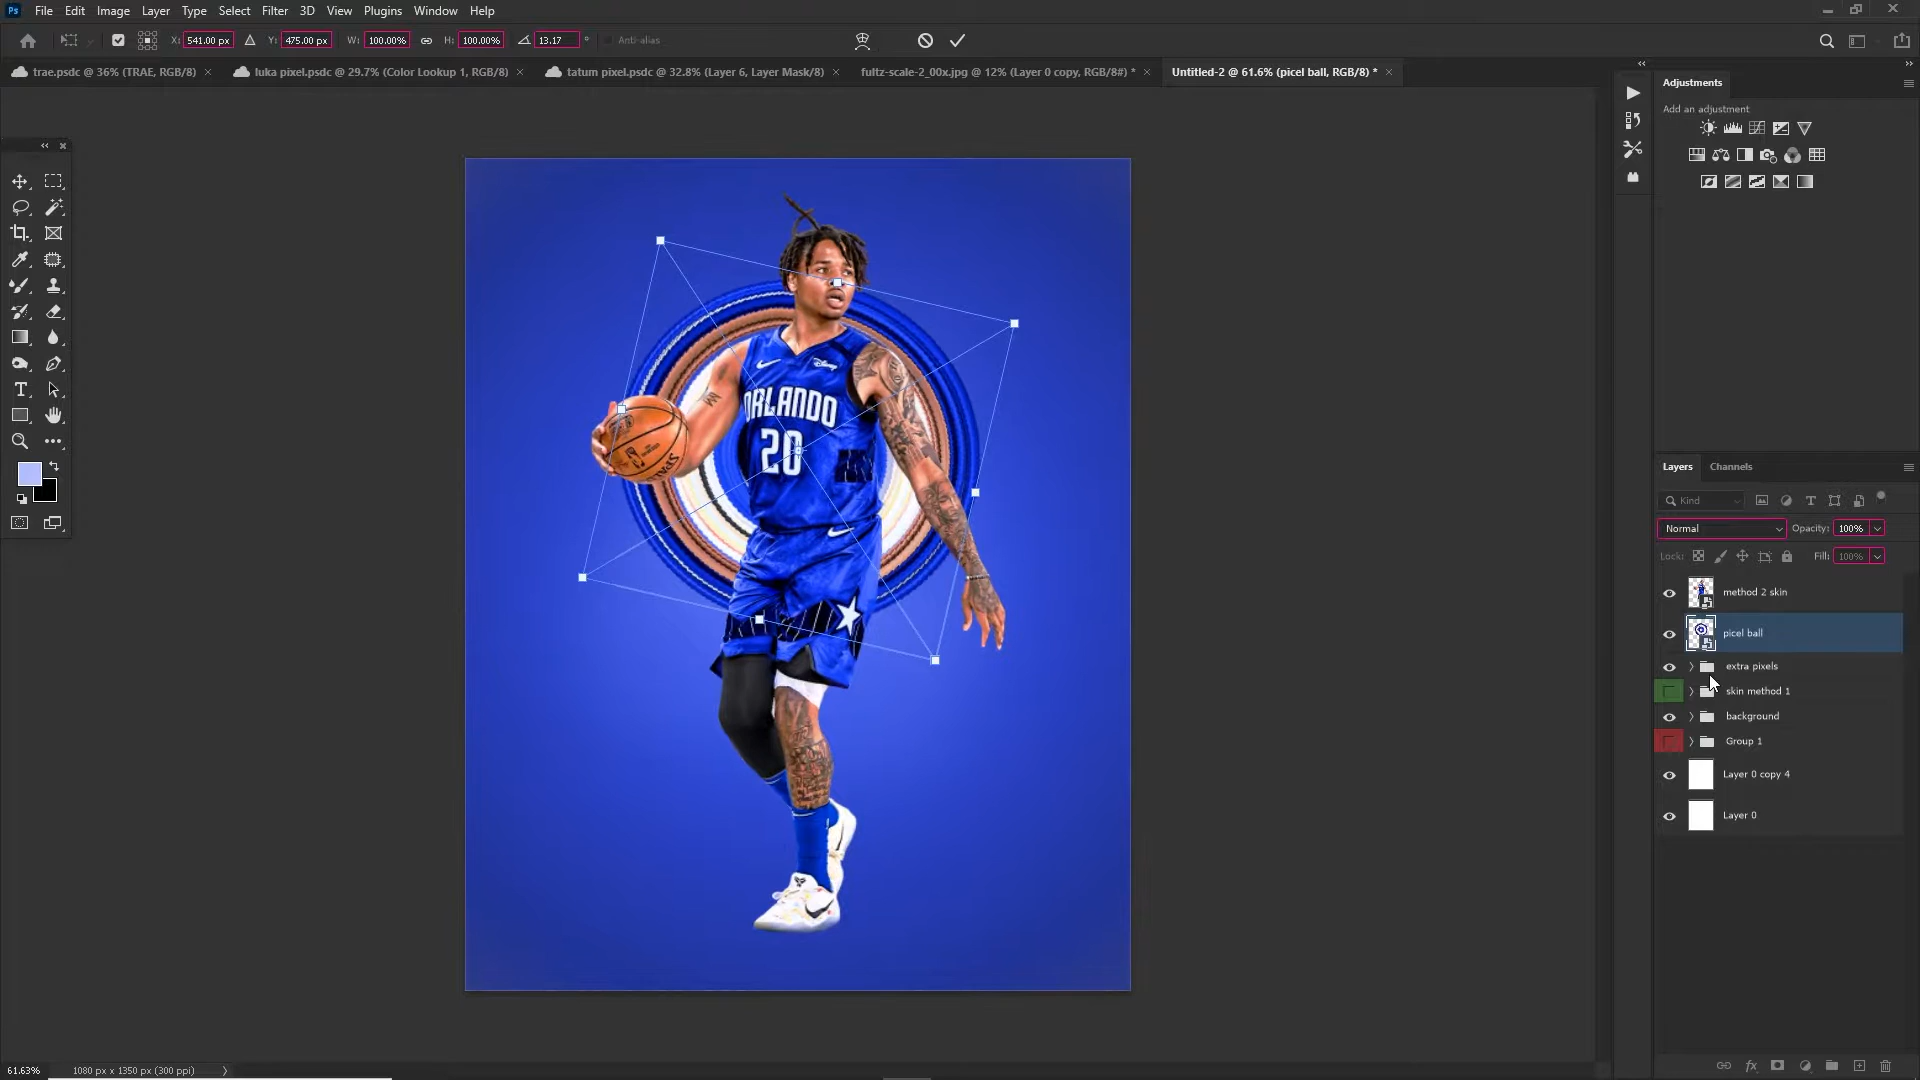 Ps File Edit Image Layer Type Select Filter 3D View Plugins Window Help
X: 541.00 px Y: 475.00 px W: 100.00% H: 100.00% 13.17 ° Anti-alias
trae.psdc @ 36% (TRAE, RGB/8) × luka pixel.psdc @ 29.7% (Color Lookup 1, RGB/8) × tatum pixel.psdc @ 32.8% (Layer 6, Layer Mask/8) × fultz-scale-2_00x.jpg @ 12% (Layer 0 copy, RGB/8#) * × Untitled-2 @ 61.6% (picel ball, RGB/8) * ×
Adjustments
Add an adjustment
Disney
ORLANDO
20
SPALDING
Layers Channels
Kind
Normal Opacity: 100%
Lock: Fill: 100%
method 2 skin
picel ball
extra pixels
skin method 1
background
Group 1
Layer 0 copy 4
Layer 0
61.63% 1080 px x 1350 px (300 ppi)